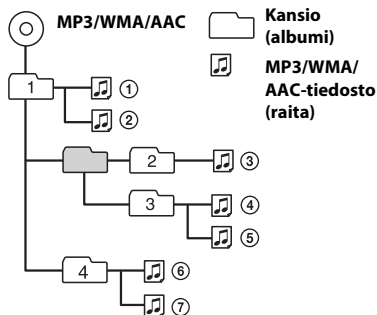 MP3/WMA/AAC
Kansio
(albumi)
MP3/WMA/
AAC-tiedosto
(raita)
1
①
②
2
③
3
④
⑤
4
⑥
⑦